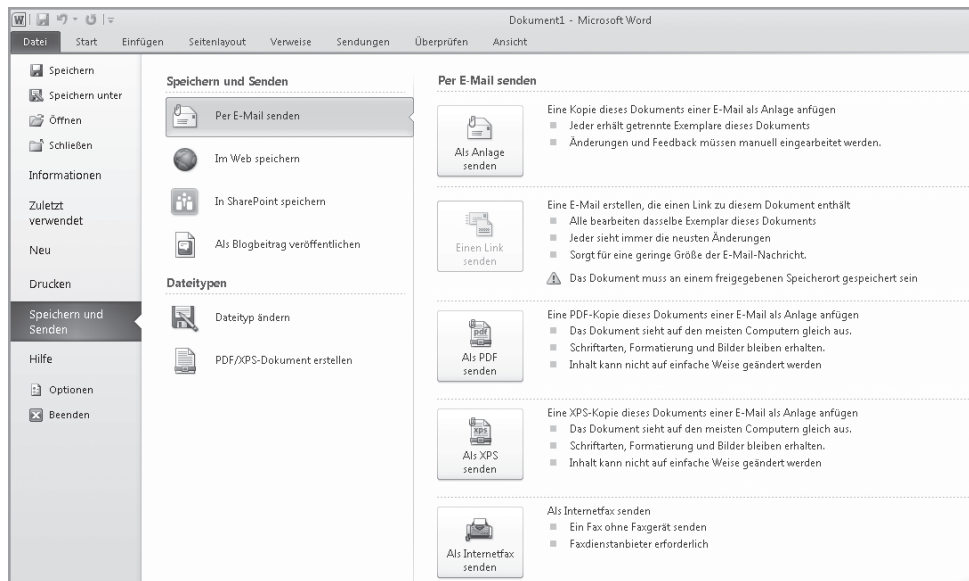 Dokument1 - Microsoft Word
Datei Start Einfügen Seitenlayout Verweise Sendungen Überprüfen Ansicht
Speichern
Speichern unter
Öffnen
Schließen
Informationen
Zuletzt
verwendet
Neu
Drucken
Speichern und
Senden
Hilfe
Optionen
Beenden
Speichern und Senden
Per E-Mail senden
Im Web speichern
In SharePoint speichern
Als Blogbeitrag veröffentlichen
Dateitypen
Dateityp ändern
PDF/XPS-Dokument erstellen
Per E-Mail senden
Als Anlage
senden
Eine Kopie dieses Dokuments einer E-Mail als Anlage anfügen
Jeder erhält getrennte Exemplare dieses Dokuments
Änderungen und Feedback müssen manuell eingearbeitet werden.
Einen Link
senden
Eine E-Mail erstellen, die einen Link zu diesem Dokument enthält
Alle bearbeiten dasselbe Exemplar dieses Dokuments
Jeder sieht immer die neusten Änderungen
Sorgt für eine geringe Größe der E-Mail-Nachricht.
Das Dokument muss an einem freigegebenen Speicherort gespeichert sein
Als PDF
senden
Eine PDF-Kopie dieses Dokuments einer E-Mail als Anlage anfügen
Das Dokument sieht auf den meisten Computern gleich aus.
Schriftarten, Formatierung und Bilder bleiben erhalten.
Inhalt kann nicht auf einfache Weise geändert werden
Als XPS
senden
Eine XPS-Kopie dieses Dokuments einer E-Mail als Anlage anfügen
Das Dokument sieht auf den meisten Computern gleich aus.
Schriftarten, Formatierung und Bilder bleiben erhalten.
Inhalt kann nicht auf einfache Weise geändert werden
Als Internetfax
senden
Als Internetfax senden
Ein Fax ohne Faxgerät senden
Faxdienstanbieter erforderlich